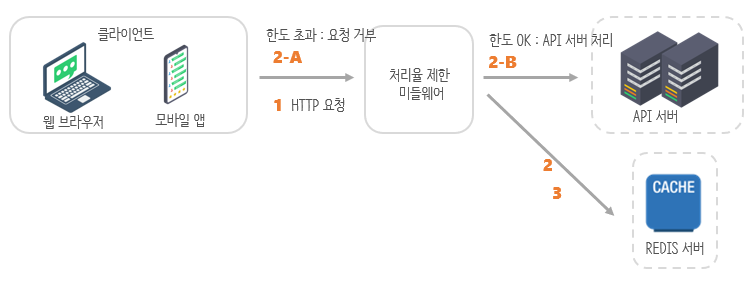 클라이언트
웹 브라우저
모바일 앱
한도 초과 : 요청 거부
2-A
1 HTTP 요청
처리율 제한
미들웨어
한도 OK : API 서버 처리
2-B
API 서버
2
3
CACHE
REDIS 서버